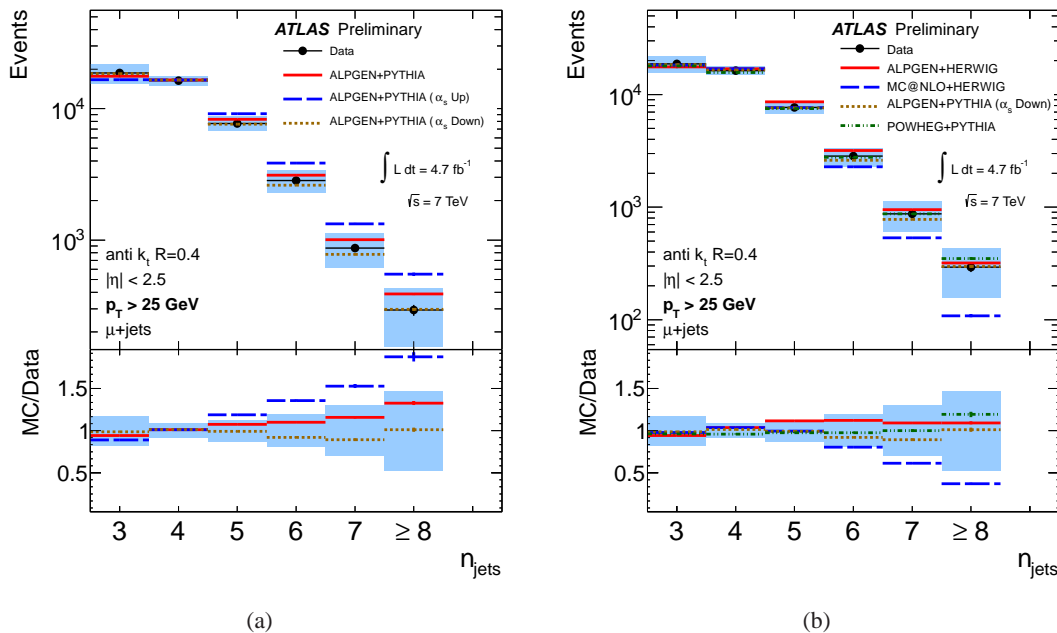 Events
ATLAS Preliminary
Data
ALPGEN+PYTHIA
ALPGEN+PYTHIA (αs Up)
ALPGEN+PYTHIA (αs Down)
∫ L dt = 4.7 fb-1
√s = 7 TeV
10^4
10^3
anti kt R=0.4
|η| < 2.5
pT > 25 GeV
μ+jets
MC/Data
1.5
1
0.5
3 4 5 6 7 ≥ 8
njets
(a)
Events
ATLAS Preliminary
Data
ALPGEN+HERWIG
MC@NLO+HERWIG
ALPGEN+PYTHIA (αs Down)
POWHEG+PYTHIA
∫ L dt = 4.7 fb-1
√s = 7 TeV
10^4
10^3
10^2
anti kt R=0.4
|η| < 2.5
pT > 25 GeV
μ+jets
MC/Data
1.5
1
0.5
3 4 5 6 7 ≥ 8
njets
(b)